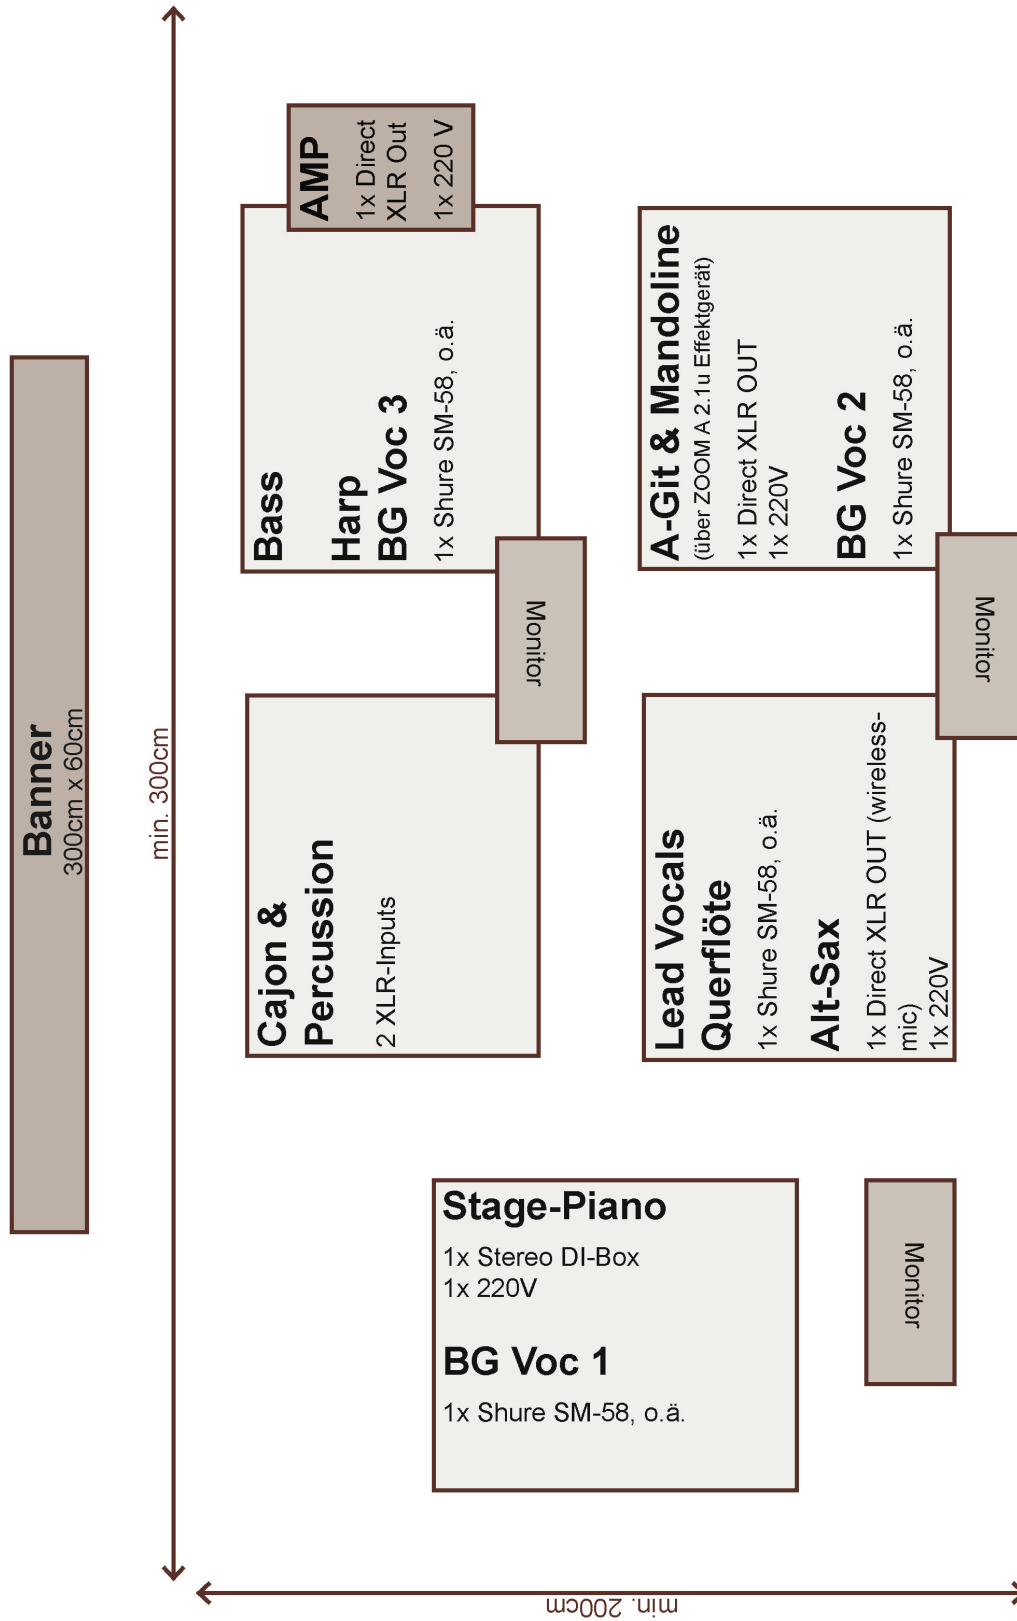 Banner
300cm x 60cm
min. 300cm
Cajon &
Percussion
2 XLR-Inputs
Bass
Harp
BG Voc 3
1x Shure SM-58, o.ä.
AMP
1x Direct
XLR Out
1x 220 V
Monitor
Stage-Piano
1x Stereo DI-Box
1x 220V
BG Voc 1
1x Shure SM-58, o.ä.
Monitor
Lead Vocals
Querflöte
1x Shure SM-58, o.ä.
Alt-Sax
1x Direct XLR OUT (wireless-
mic)
1x 220V
A-Git & Mandoline
(über ZOOM A 2.1u Effektgerät)
1x Direct XLR OUT
1x 220V
BG Voc 2
1x Shure SM-58, o.ä.
Monitor
min. 200cm